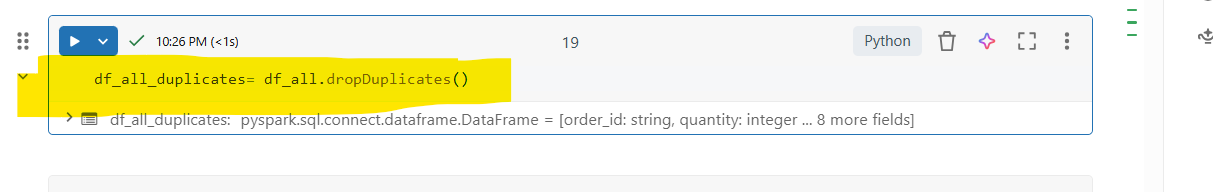 10:26 PM (<1s)
19
Python
df_all_duplicates= df_all.dropDuplicates()
df_all_duplicates: pyspark.sql.connect.dataframe.DataFrame = [order_id: string, quantity: integer ... 8 more fields]